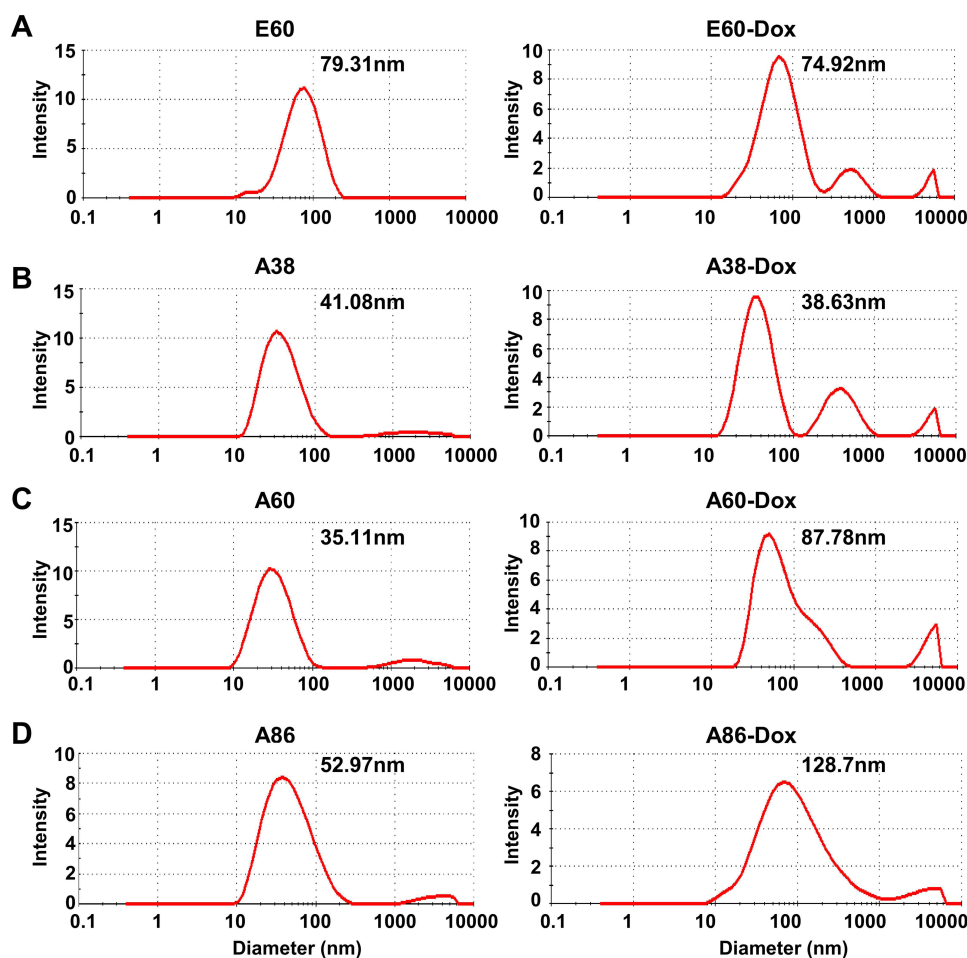 A
E60
E60-Dox
79.31nm
74.92nm
Intensity
15
10
5
0
0.1 1 10 100 1000 10000
Intensity
10
8
6
4
2
0
0.1 1 10 100 1000 10000
B
A38
A38-Dox
41.08nm
38.63nm
Intensity
15
10
5
0
0.1 1 10 100 1000 10000
Intensity
10
8
6
4
2
0
0.1 1 10 100 1000 10000
C
A60
A60-Dox
35.11nm
87.78nm
Intensity
15
10
5
0
0.1 1 10 100 1000 10000
Intensity
10
8
6
4
2
0
0.1 1 10 100 1000 10000
D
A86
A86-Dox
52.97nm
128.7nm
Intensity
10
8
6
4
2
0
0.1 1 10 100 1000 10000
Diameter (nm)
Intensity
8
6
4
2
0
0.1 1 10 100 1000 10000
Diameter (nm)